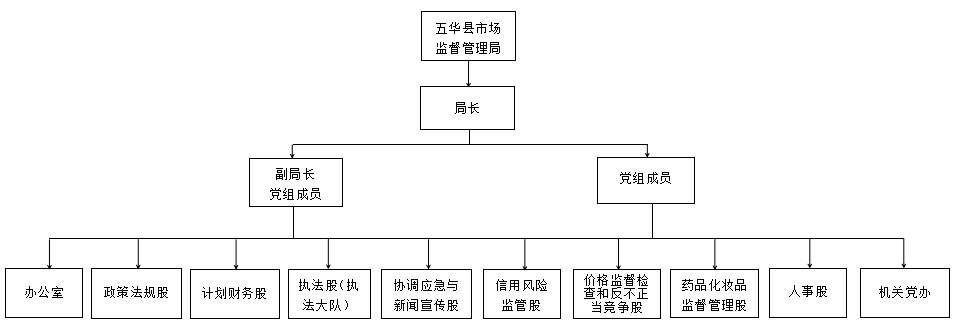 五华县市场
监督管理局
局长
副局长
党组成员
党组成员
办公室
政策法规股
计划财务股
执法股（执
法大队）
协调应急与
新闻宣传股
信用风险
监管股
价格监督检
查和反不正
当竞争股
药品化妆品
监督管理股
人事股
机关党办